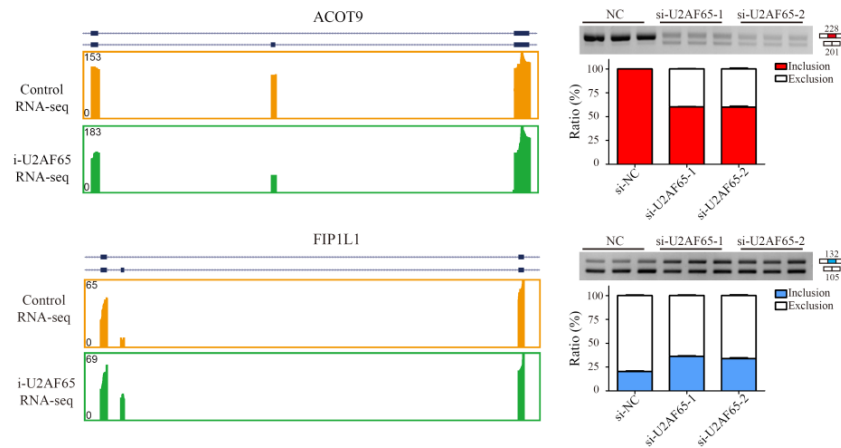 ACOT9
153
0
Control
RNA-seq
183
0
i-U2AF65
RNA-seq
NC si-U2AF65-1 si-U2AF65-2
228
201
Ratio (%)
100
75
50
25
0
Inclusion
Exclusion
si-NC
si-U2AF65-1
si-U2AF65-2
FIP1L1
65
0
Control
RNA-seq
69
0
i-U2AF65
RNA-seq
NC si-U2AF65-1 si-U2AF65-2
132
105
Ratio (%)
100
75
50
25
0
Inclusion
Exclusion
si-NC
si-U2AF65-1
si-U2AF65-2